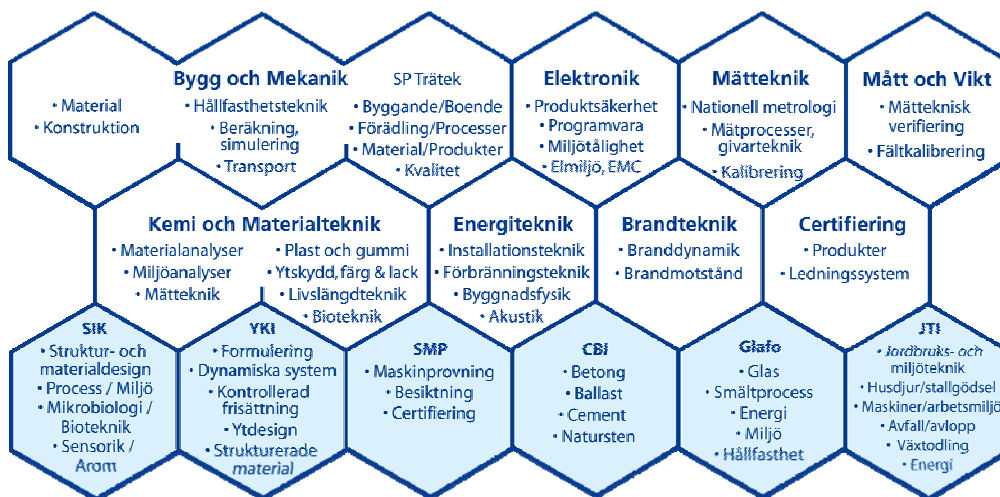 • Material
• Konstruktion
Bygg och Mekanik
• Hållfasthetsteknik
• Beräkning,
simulering
• Transport
SP Trätek
• Byggande/Boende
• Förädling/Processer
• Material/Produkter
• Kvalitet
Elektronik
• Produktsäkerhet
• Programvara
• Miljötålighet
• Elmiljö, EMC
Mätteknik
• Nationell metrologi
• Mätprocesser,
givarteknik
• Kalibrering
Mått och Vikt
• Mätteknisk
verifiering
• Fältkalibrering
Kemi och Materialteknik
• Materialanalyser
• Miljöanalyser
• Mätteknik
• Plast och gummi
• Ytskydd, färg & lack
• Livslängdteknik
• Bioteknik
Energiteknik
• Installationsteknik
• Förbränningsteknik
• Byggnadsfysik
• Akustik
Brandteknik
• Branddynamik
• Brandmotstånd
Certifiering
• Produkter
• Ledningssystem
SIK
• Struktur- och
materialdesign
• Process / Miljö
• Mikrobiologi /
Bioteknik
• Sensorik /
Arom
YKI
• Formulering
• Dynamiska system
• Kontrollerad
frisättning
• Ytdesign
• Strukturerade
material
SMP
• Maskinprovning
• Besiktning
• Certifiering
CBI
• Betong
• Ballast
• Cement
• Natursten
Glafo
• Glas
• Smältprocess
• Energi
• Miljö
• Hållfasthet
JTI
• Jordbruks- och
miljöteknik
• Husdjur/stallgödsel
• Maskiner/arbetsmiljö
• Avfall/avlopp
• Växtodling
• Energi